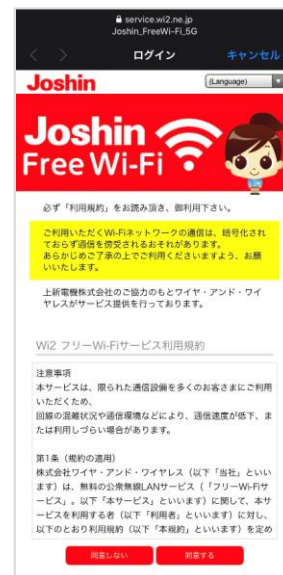 service.wi2.ne.jp
Joshin_FreeWi-Fi_5G
ログイン
キャンセル
Joshin
(Language)
Joshin
Free Wi-Fi
必ず「利用規約」をお読み頂き、御利用下さい。
ご利用いただくWi-Fiネットワークの通信は、暗号化され
ておらず通信を傍受されるおそれがあります。
あらかじめご了承の上でご利用くださいますよう、お願
いいたします。
上新電機株式会社のご協力のもとワイヤ・アンド・ワイ
ヤレスがサービス提供を行っております。
Wi2 フリーWi-Fiサービス利用規約
注意事項
本サービスは、限られた通信設備を多くのお客さまにご利用
いただくため、
回線の混雑状況や通信環境などにより、通信速度が低下、ま
たは利用しづらい場合があります。
第1条（規約の適用）
株式会社ワイヤ・アンド・ワイヤレス（以下「当社」といい
ます）は、無料の公衆無線LANサービス（「フリーWi-Fiサ
ービス」。以下「本サービス」といいます）に関して、本サ
ービスを利用する者（以下「利用者」といいます）に対し、
以下のとおり利用規約（以下「本規約」といいます）を定め
同意しない
同意する